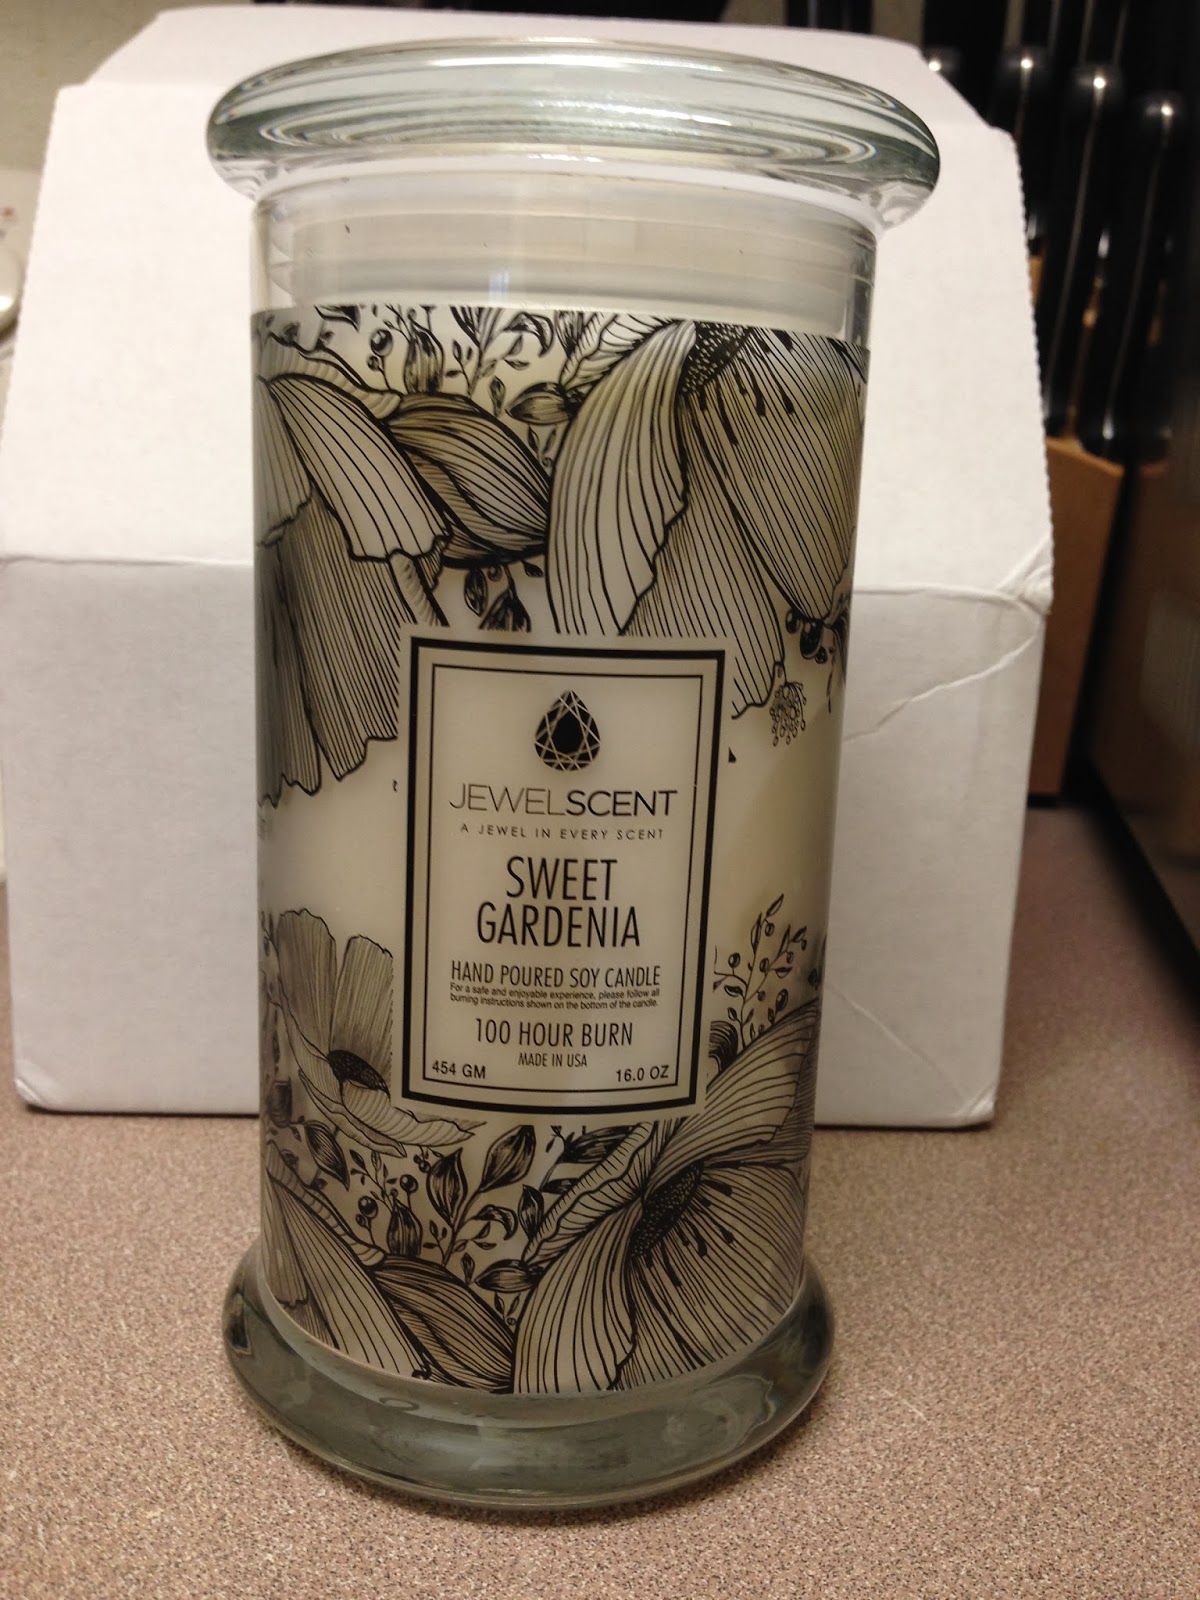 JEWELSCENT
A JEWEL IN EVERY SCENT
SWEET
GARDENIA
HAND POURED SOY CANDLE
For a safe and enjoyable experience, please follow all
burning instructions shown on the bottom of the candle.
100 HOUR BURN
MADE IN USA
454 GM 16.0 OZ